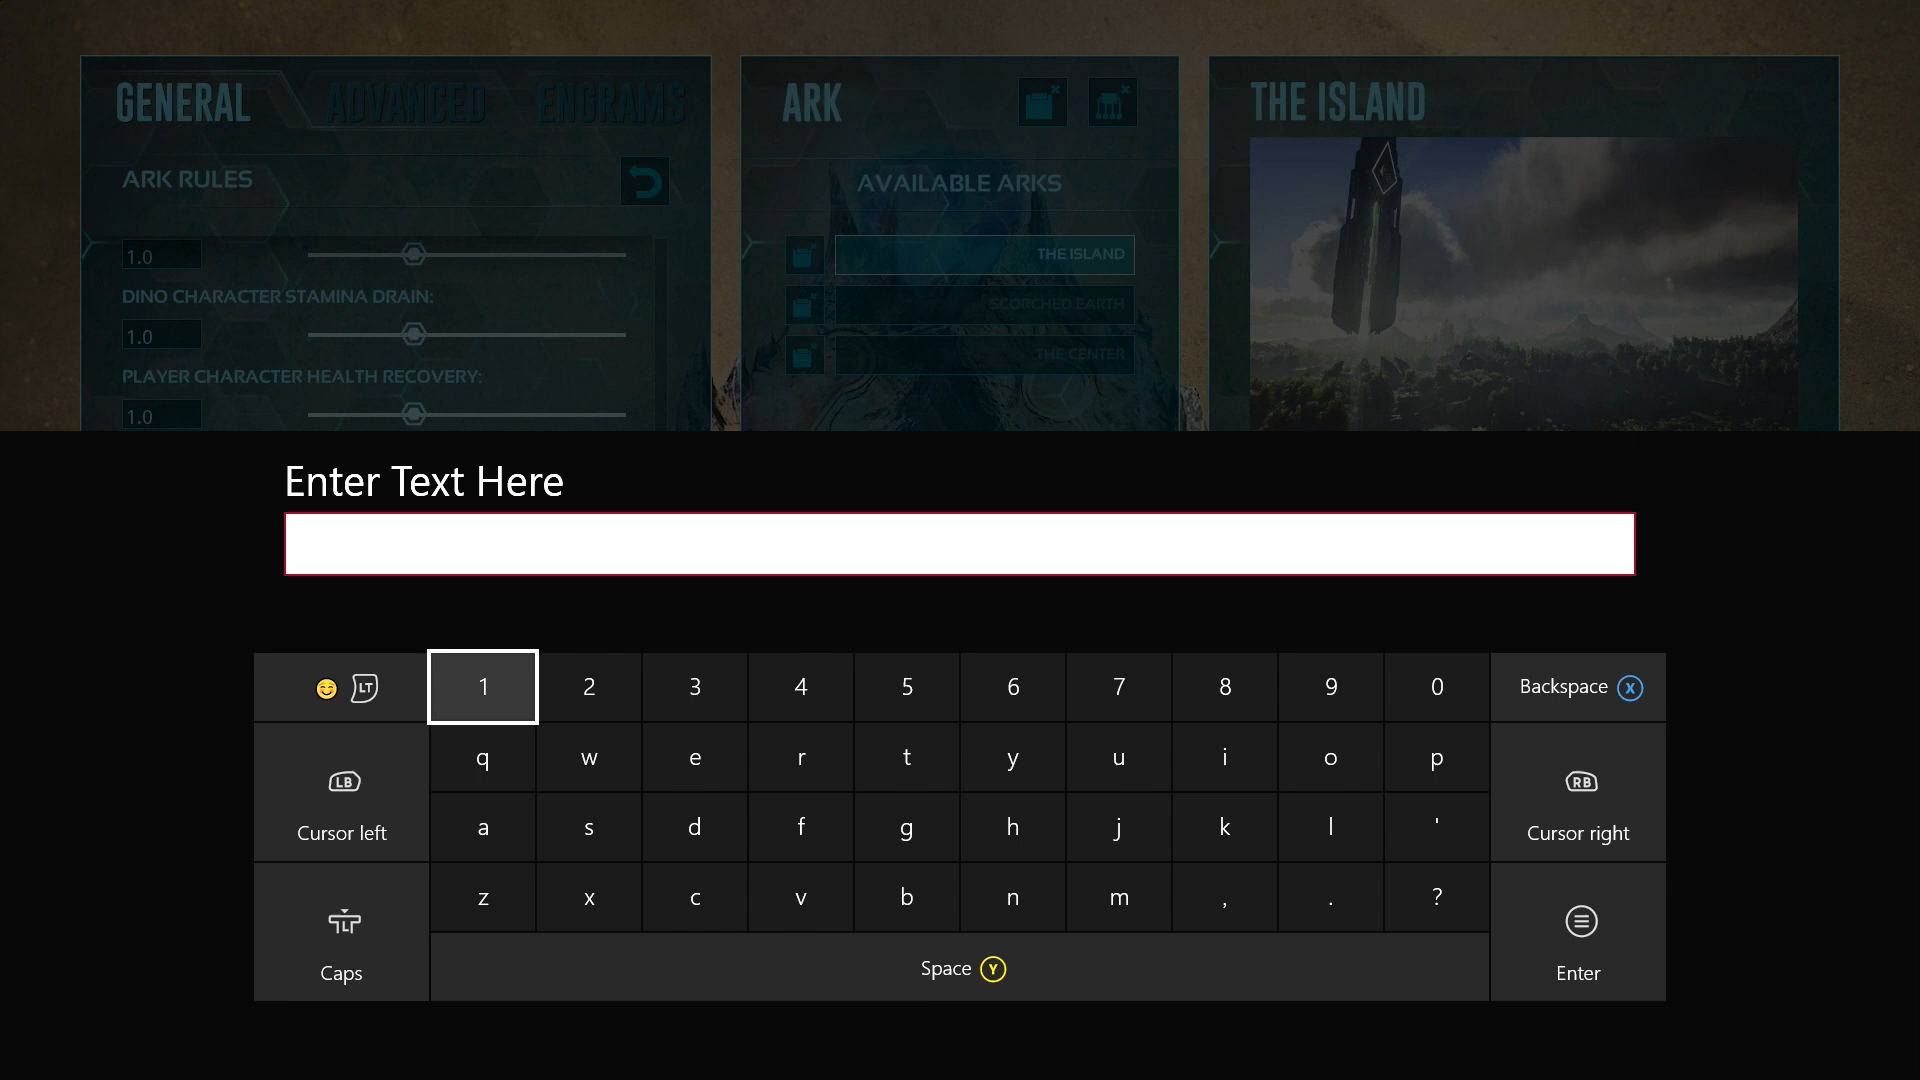 GENERAL ADVANCED ENGRAMS
ARK RULES
1.0
DINO CHARACTER STAMINA DRAIN:
1.0
PLAYER CHARACTER HEALTH RECOVERY:
1.0
ARK
AVAILABLE ARKS
THE ISLAND
SCORCHED EARTH
THE CENTER
THE ISLAND
Enter Text Here
LT 1 2 3 4 5 6 7 8 9 0 Backspace X
LB q w e r t y u i o p RB
Cursor left a s d f g h j k l ' Cursor right
z x c v b n m , . ?
Caps Space Y Enter